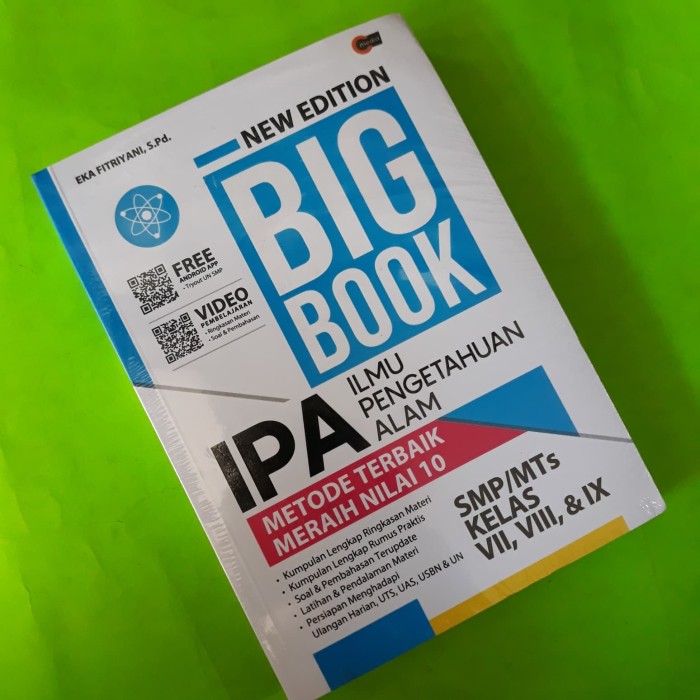 EKA FITRIYANI, S.Pd.
NEW EDITION
BIG
BOOK
FREE
ANDROID APP
• Tryout UN SMP
VIDEO
PEMBELAJARAN
• Ringkasan Materi
• Soal & Pembahasan
IPA
ILMU
PENGETAHUAN
ALAM
METODE TERBAIK
MERAIH NILAI 10
• Kumpulan Lengkap Ringkasan Materi
• Kumpulan Lengkap Rumus Praktis
• Soal & Pembahasan Terupdate
• Latihan & Pendalaman Materi
• Persiapan Menghadapi
Ulangan Harian, UTS, UAS, USBN & UN
SMP/MTs
KELAS
VII, VIII, & IX